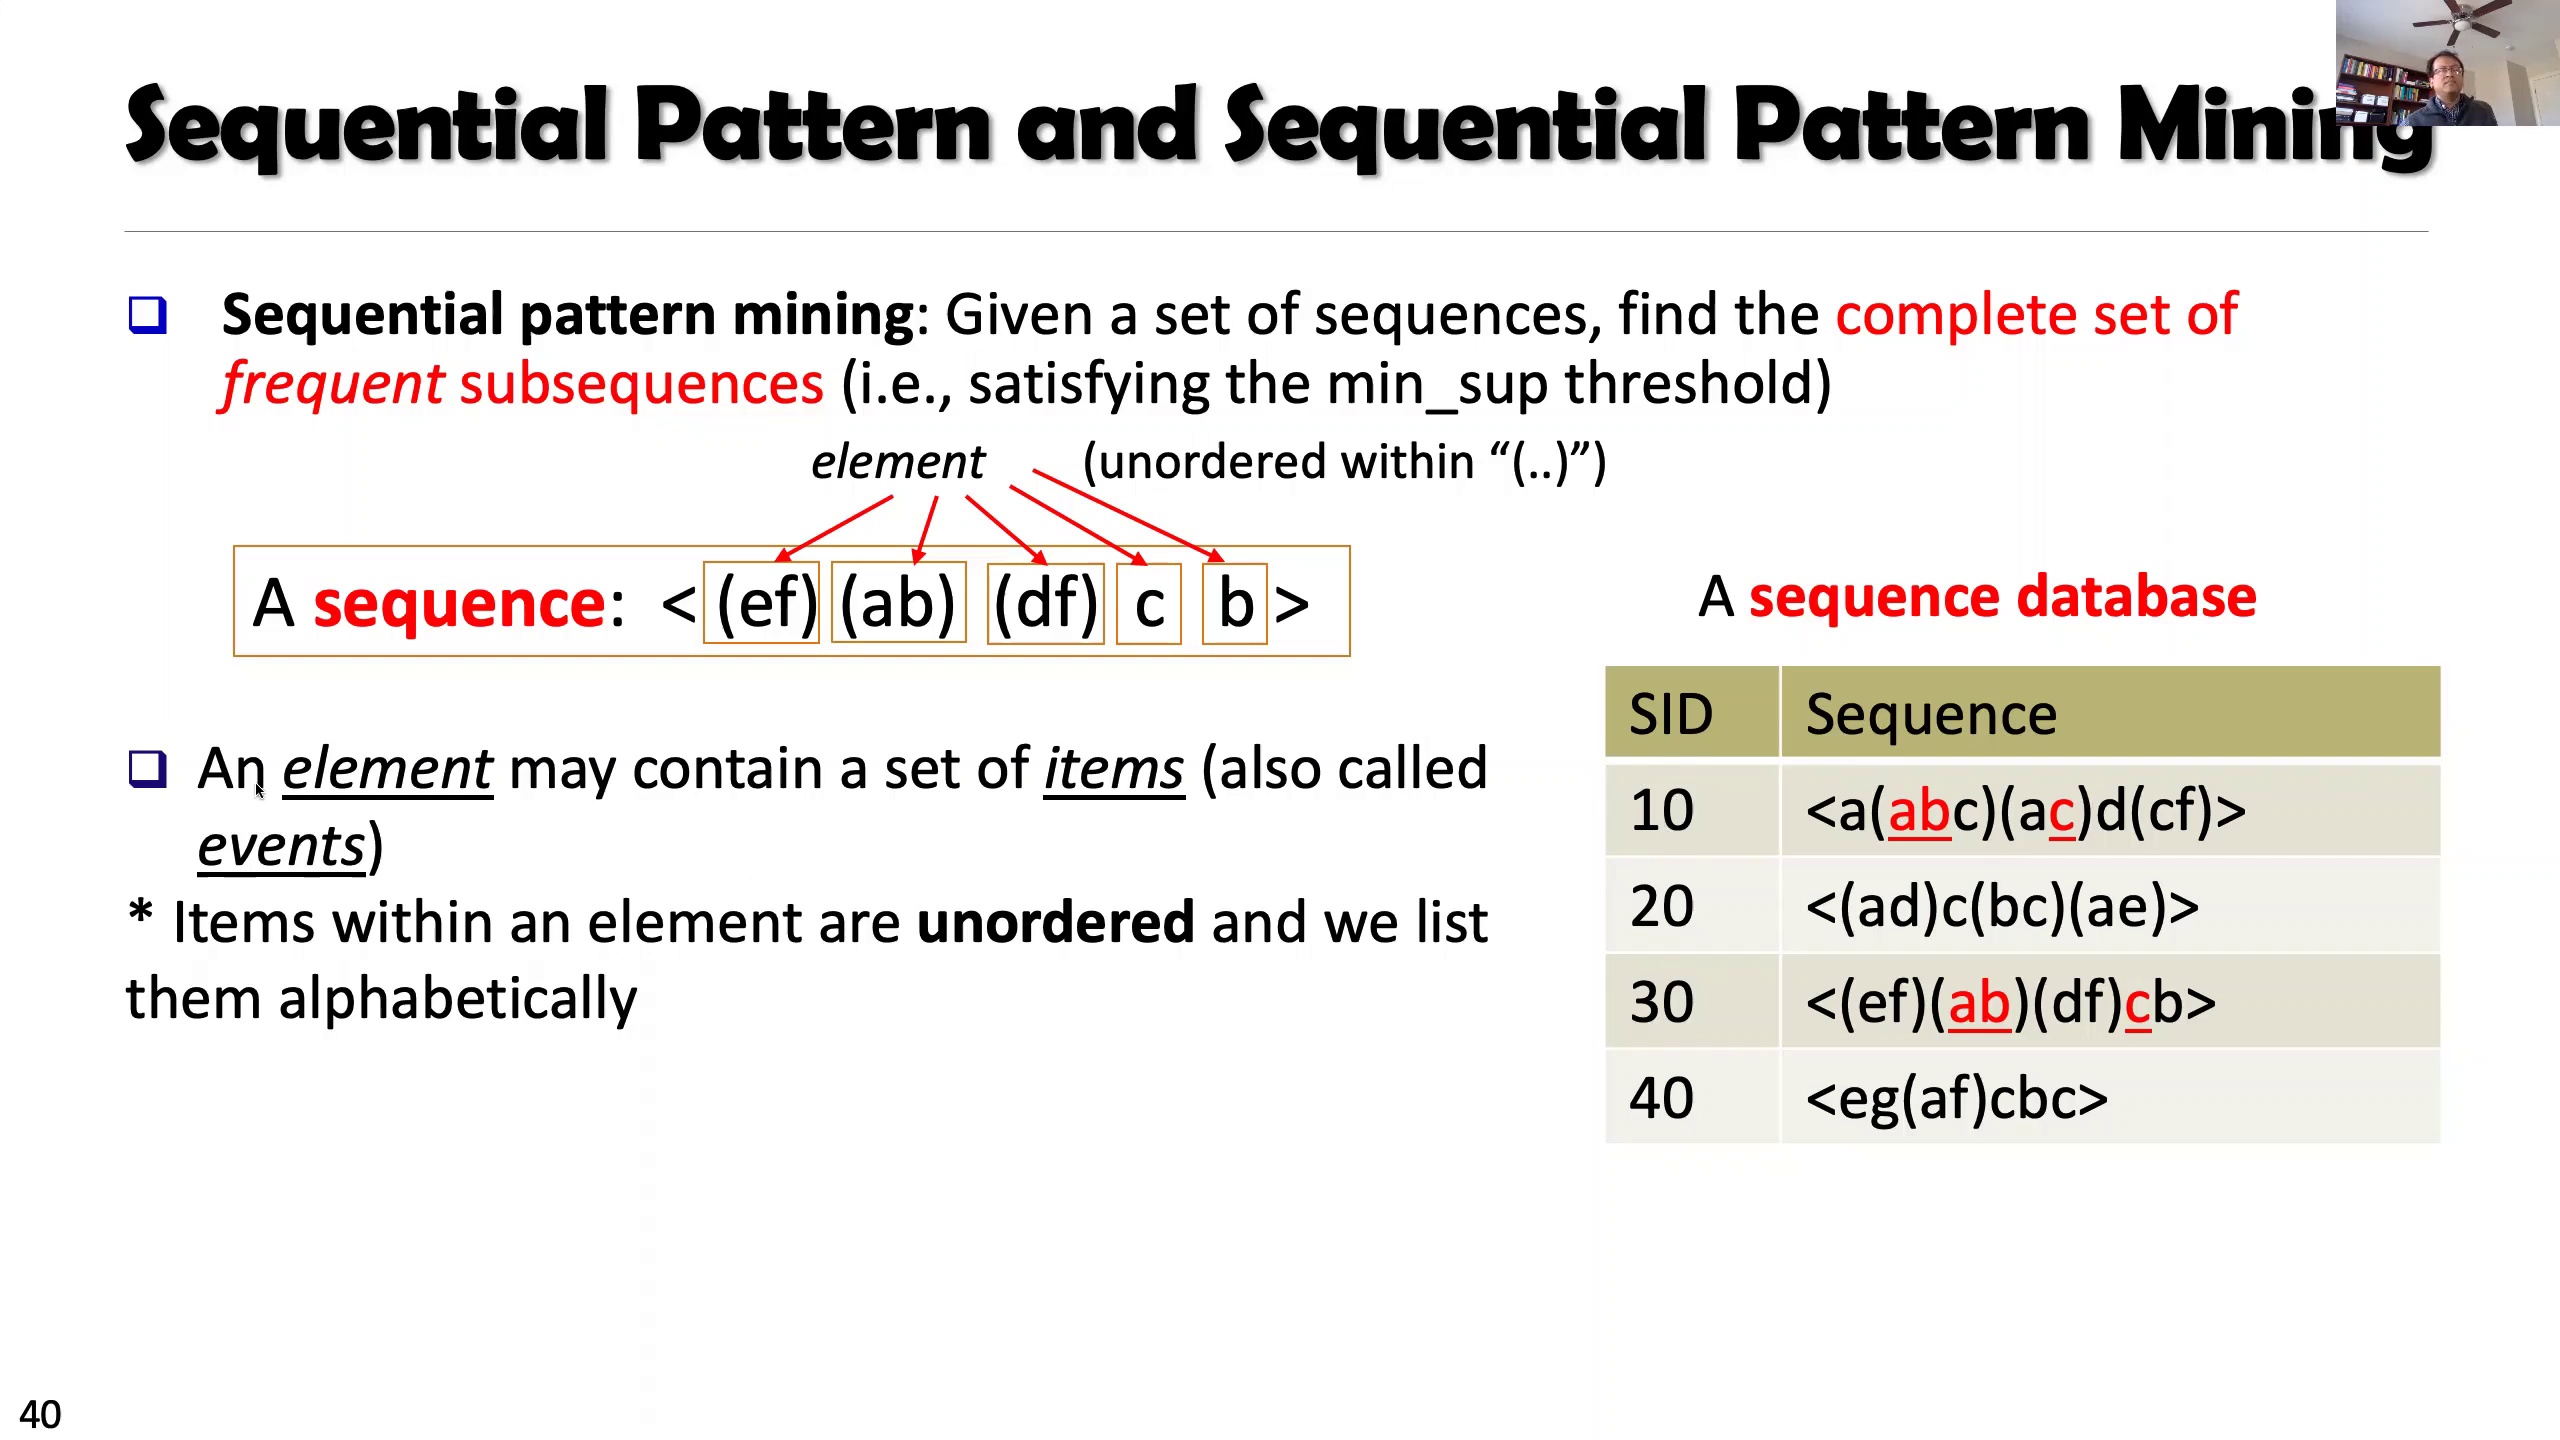 Sequential Pattern and Sequential Pattern Mining
❑ Sequential pattern mining: Given a set of sequences, find the complete set of
frequent subsequences (i.e., satisfying the min_sup threshold)
element (unordered within “(..)”)
A sequence: < (ef) (ab) (df) c b >
❑ An element may contain a set of items (also called
events)
* Items within an element are unordered and we list
them alphabetically
A sequence database
SID Sequence
10 <a(abc)(ac)d(cf)>
20 <(ad)c(bc)(ae)>
30 <(ef)(ab)(df)cb>
40 <eg(af)cbc>
40